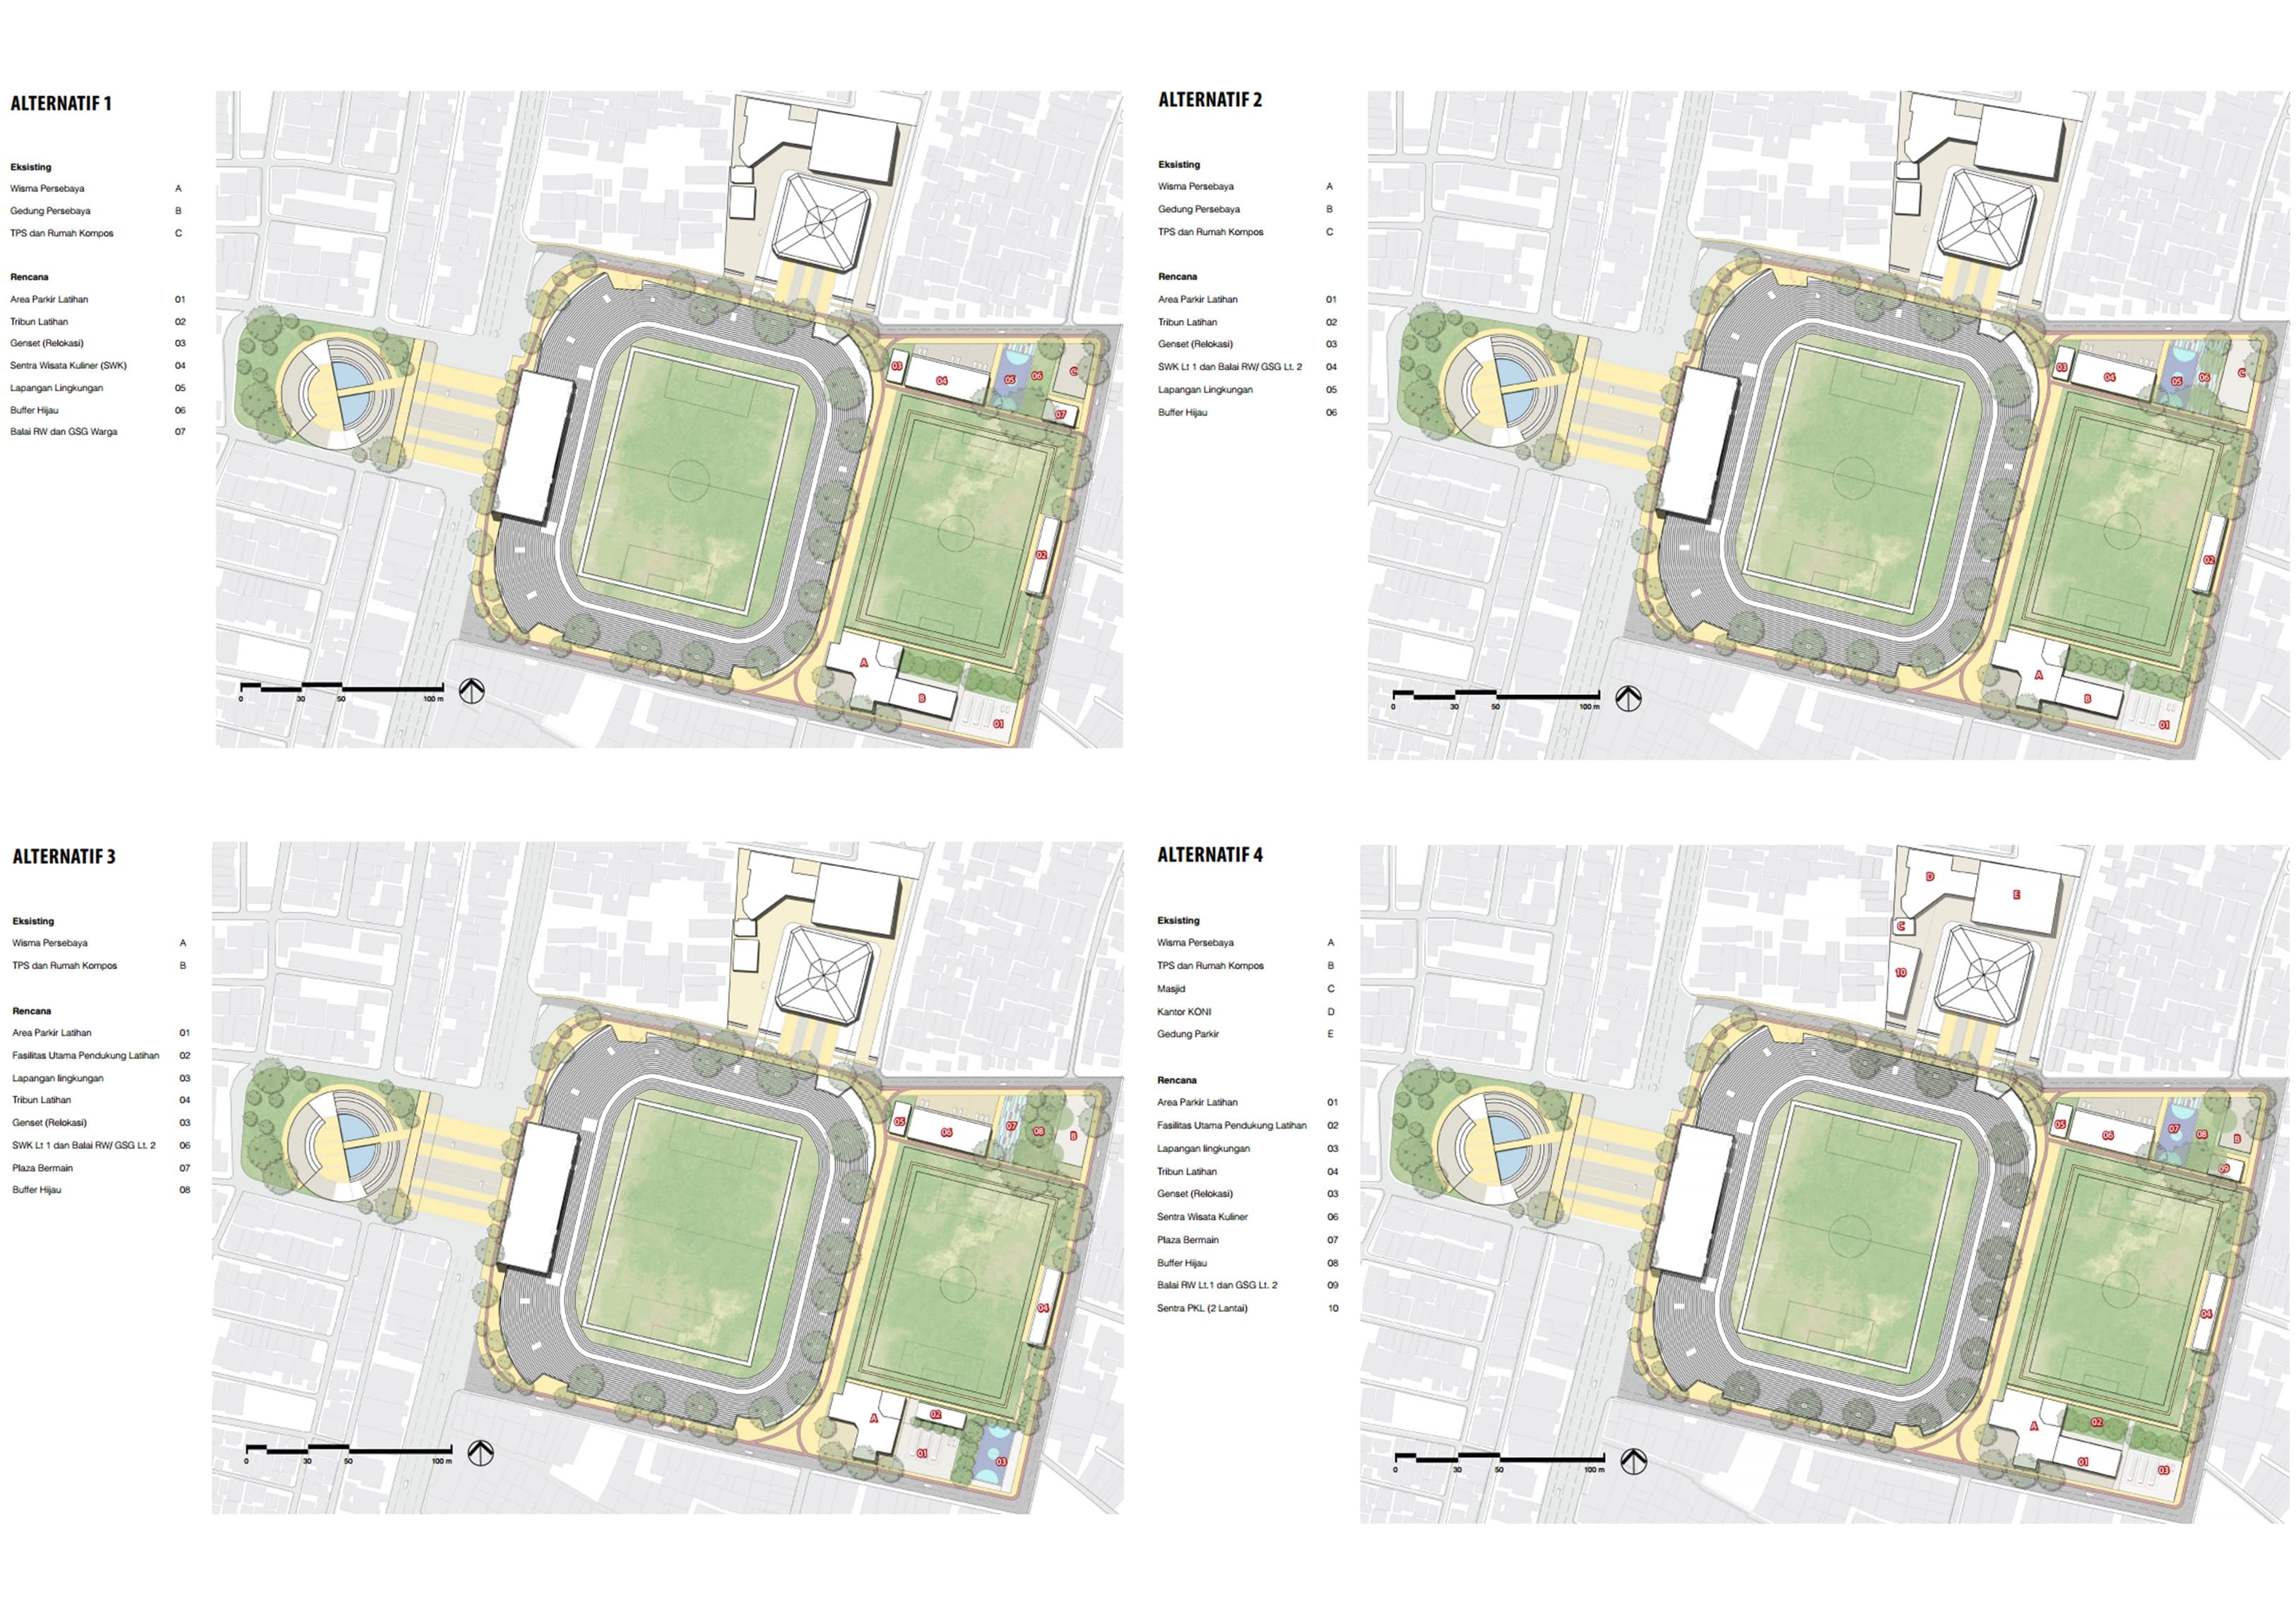 ALTERNATIF 1
Eksisting
Wisma Persebaya A
Gedung Persebaya B
TPS dan Rumah Kompos C
Rencana
Area Parkir Latihan 01
Tribun Latihan 02
Genset (Relokasi) 03
Sentra Wisata Kuliner (SWK) 04
Lapangan Lingkungan 05
Buffer Hijau 06
Balai RW dan GSG Warga 07
03
04
05
06
C
07
02
A
B
01
0 30 50 100 m
ALTERNATIF 2
Eksisting
Wisma Persebaya A
Gedung Persebaya B
TPS dan Rumah Kompos C
Rencana
Area Parkir Latihan 01
Tribun Latihan 02
Genset (Relokasi) 03
SWK Lt 1 dan Balai RW/ GSG Lt. 2 04
Lapangan Lingkungan 05
Buffer Hijau 06
03
04
05
06
C
02
A
B
01
0 30 50 100 m
ALTERNATIF 3
Eksisting
Wisma Persebaya A
TPS dan Rumah Kompos B
Rencana
Area Parkir Latihan 01
Fasilitas Utama Pendukung Latihan 02
Lapangan lingkungan 03
Tribun Latihan 04
Genset (Relokasi) 03
SWK Lt 1 dan Balai RW/ GSG Lt. 2 06
Plaza Bermain 07
Buffer Hijau 08
05
06
07
08
B
04
A
02
01
03
0 30 50 100 m
ALTERNATIF 4
Eksisting
Wisma Persebaya A
TPS dan Rumah Kompos B
Masjid C
Kantor KONI D
Gedung Parkir E
Rencana
Area Parkir Latihan 01
Fasilitas Utama Pendukung Latihan 02
Lapangan lingkungan 03
Tribun Latihan 04
Genset (Relokasi) 03
Sentra Wisata Kuliner 06
Plaza Bermain 07
Buffer Hijau 08
Balai RW Lt.1 dan GSG Lt. 2 09
Sentra PKL (2 Lantai) 10
D
E
C
10
05
06
07
08
B
09
04
A
02
01
03
0 30 50 100 m